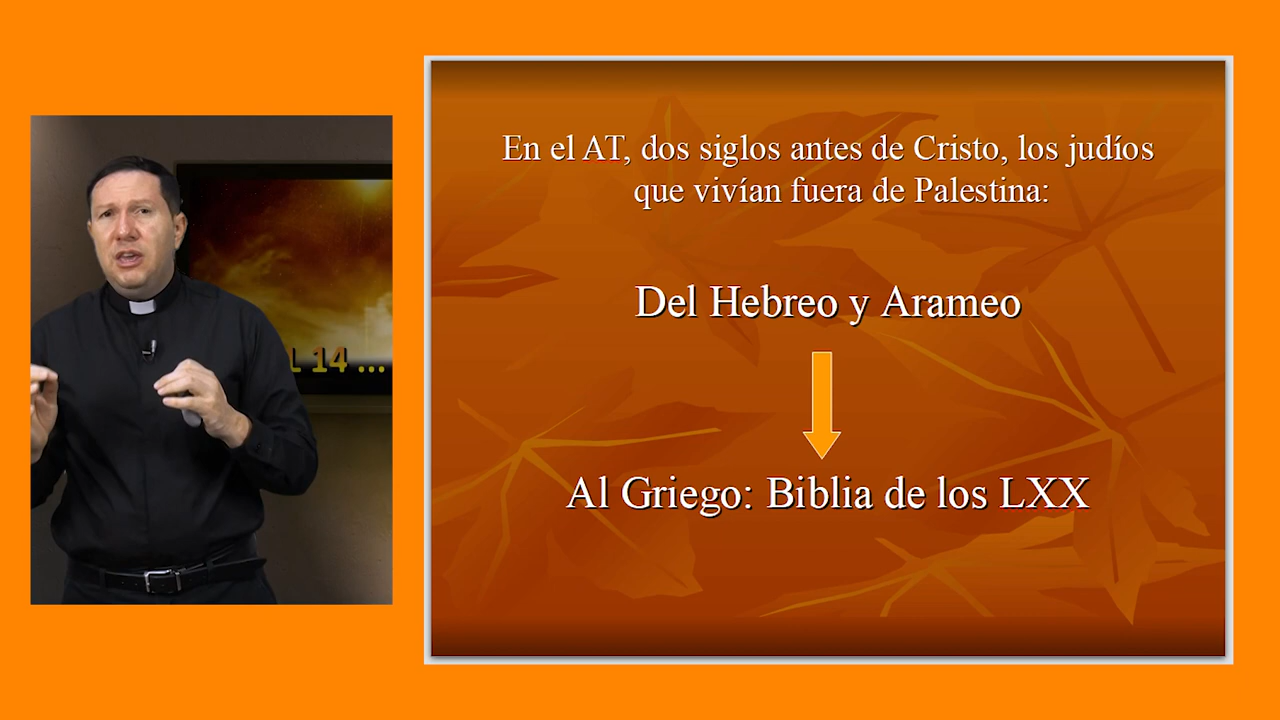 En el AT, dos siglos antes de Cristo, los judíos
que vivían fuera de Palestina:
Del Hebreo y Arameo
Al Griego: Biblia de los LXX
L 14 ...